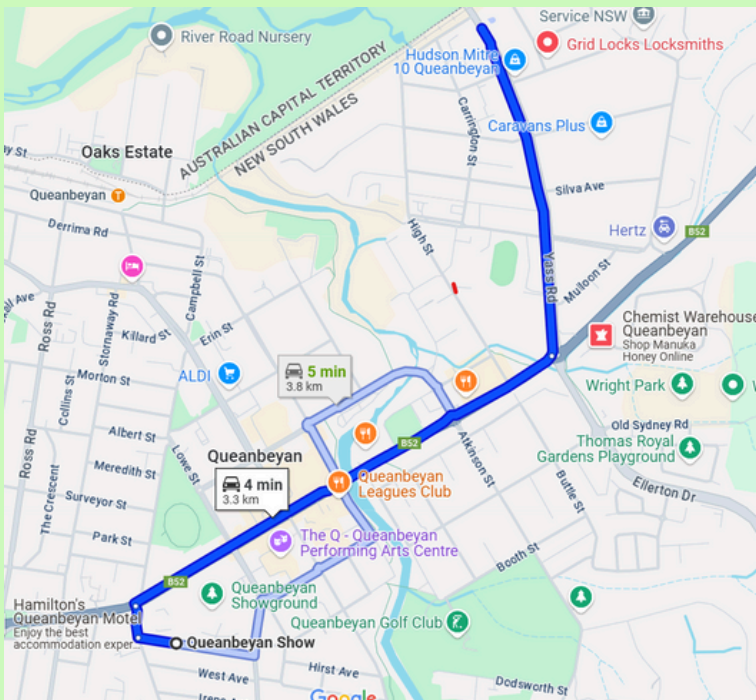 Service NSW
River Road Nursery
Grid Locks Locksmiths
Hudson Mitre
10 Queanbeyan
AUSTRALIAN CAPITAL TERRITORY
NEW SOUTH WALES
Carrington St
Caravans Plus
Oaks Estate
Silva Ave
Queanbeyan
Derrima Rd
High St
Hertz
B52
Yass Rd
Mulloon St
Campbell St
Ross Rd
Stornaway Rd
Killard St
Erin St
Chemist Warehouse
Queanbeyan
Shop Manuka
Honey Online
5 min
3.8 km
ALDI
Morton St
Collins St
Wright Park
Albert St
Old Sydney Rd
Thomas Royal
Gardens Playground
B52
Atkinson St
Lowe St
Queanbeyan
Meredith St
Ross Rd
The Crescent
4 min
3.3 km
Queanbeyan
Leagues Club
Buttle St
Ellerton Dr
Surveyor St
Park St
The Q - Queanbeyan
Performing Arts Centre
Booth St
B52
Queanbeyan
Showground
Hamilton's
Queanbeyan Motel
Enjoy the best
accommodation exper...
Queanbeyan Golf Club
Queanbeyan Show
West Ave
Hirst Ave
Dodsworth St
Google